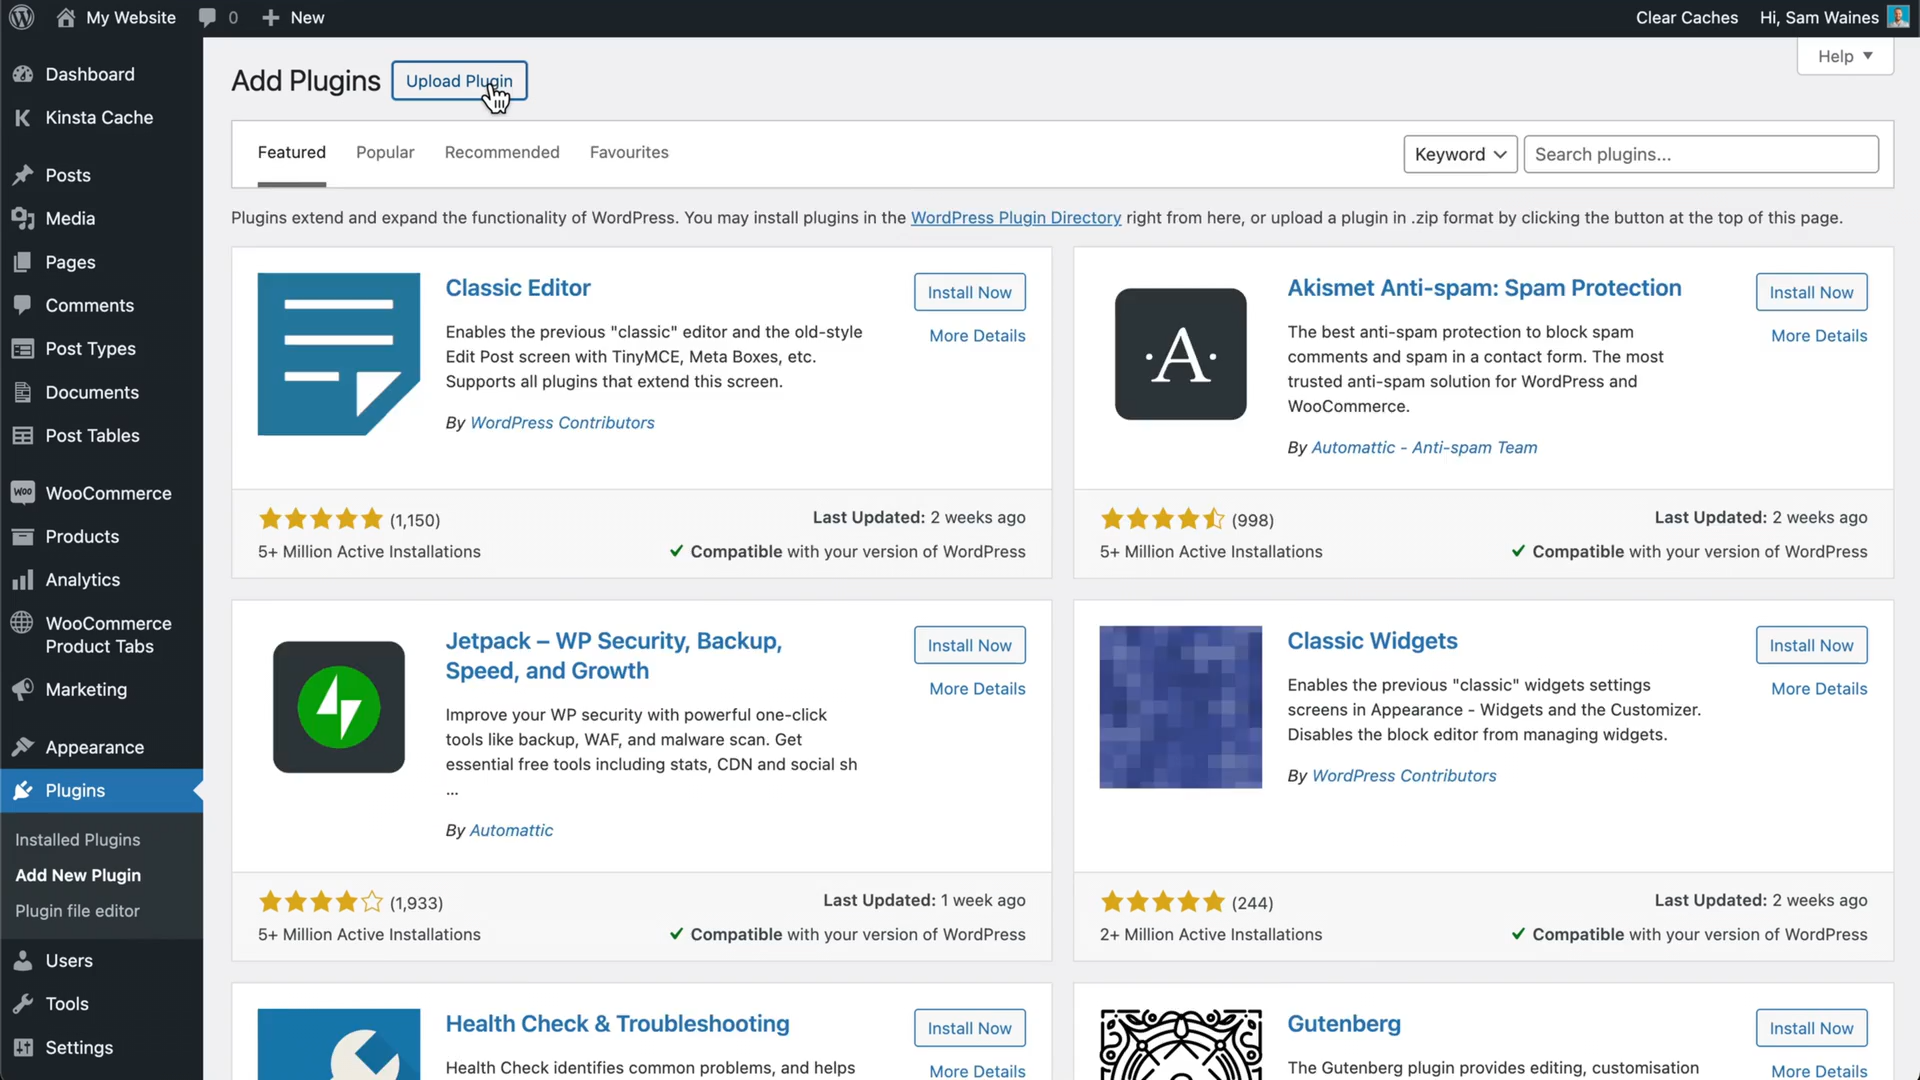 My Website
0
New
Clear Caches
Hi, Sam Waines
Dashboard
Kinsta Cache
Posts
Media
Pages
Comments
Post Types
Documents
Post Tables
WooCommerce
Products
Analytics
WooCommerce
Product Tabs
Marketing
Appearance
Plugins
Installed Plugins
Add New Plugin
Plugin file editor
Users
Tools
Settings
Add Plugins
Upload Plugin
Help
Featured
Popular
Recommended
Favourites
Keyword
Search plugins...
Plugins extend and expand the functionality of WordPress. You may install plugins in the WordPress Plugin Directory right from here, or upload a plugin in .zip format by clicking the button at the top of this page.
Classic Editor
Install Now
More Details
Enables the previous "classic" editor and the old-style
Edit Post screen with TinyMCE, Meta Boxes, etc.
Supports all plugins that extend this screen.
By WordPress Contributors
(1,150)
Last Updated: 2 weeks ago
5+ Million Active Installations
Compatible with your version of WordPress
·A·
Akismet Anti-spam: Spam Protection
Install Now
More Details
The best anti-spam protection to block spam
comments and spam in a contact form. The most
trusted anti-spam solution for WordPress and
WooCommerce.
By Automattic - Anti-spam Team
(998)
Last Updated: 2 weeks ago
5+ Million Active Installations
Compatible with your version of WordPress
Jetpack – WP Security, Backup,
Speed, and Growth
Install Now
More Details
Improve your WP security with powerful one-click
tools like backup, WAF, and malware scan. Get
essential free tools including stats, CDN and social sh
...
By Automattic
(1,933)
Last Updated: 1 week ago
5+ Million Active Installations
Compatible with your version of WordPress
Classic Widgets
Install Now
More Details
Enables the previous "classic" widgets settings
screens in Appearance - Widgets and the Customizer.
Disables the block editor from managing widgets.
By WordPress Contributors
(244)
Last Updated: 2 weeks ago
2+ Million Active Installations
Compatible with your version of WordPress
Health Check & Troubleshooting
Install Now
More Details
Health Check identifies common problems, and helps
Gutenberg
Install Now
More Details
The Gutenberg plugin provides editing, customisation